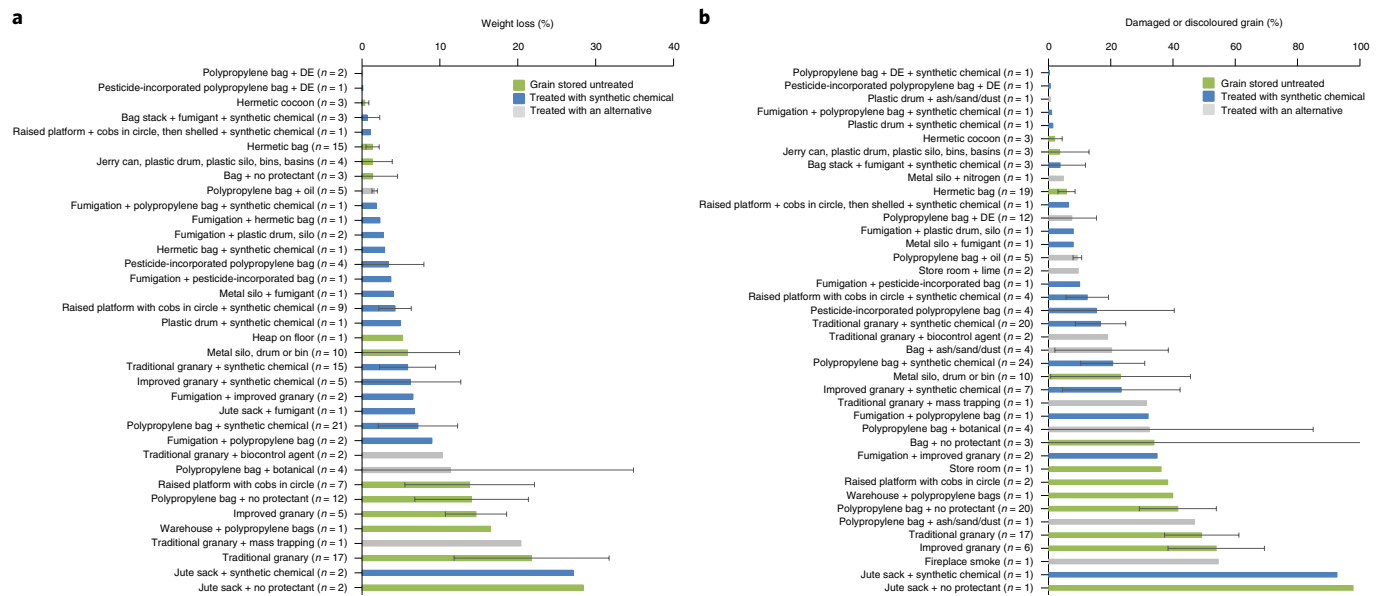 a
Weight loss (%)
0 10 20 30 40
Grain stored untreated
Treated with synthetic chemical
Treated with an alternative
Polypropylene bag + DE (n = 2)
Pesticide-incorporated polypropylene bag + DE (n = 1)
Hermetic cocoon (n = 3)
Bag stack + fumigant + synthetic chemical (n = 3)
Raised platform + cobs in circle, then shelled + synthetic chemical (n = 1)
Hermetic bag (n = 15)
Jerry can, plastic drum, plastic silo, bins, basins (n = 4)
Bag + no protectant (n = 3)
Polypropylene bag + oil (n = 5)
Fumigation + polypropylene bag + synthetic chemical (n = 1)
Fumigation + hermetic bag (n = 1)
Fumigation + plastic drum, silo (n = 2)
Hermetic bag + synthetic chemical (n = 1)
Pesticide-incorporated polypropylene bag (n = 4)
Fumigation + pesticide-incorporated bag (n = 1)
Metal silo + fumigant (n = 1)
Raised platform with cobs in circle + synthetic chemical (n = 9)
Plastic drum + synthetic chemical (n = 1)
Heap on floor (n = 1)
Metal silo, drum or bin (n = 10)
Traditional granary + synthetic chemical (n = 15)
Improved granary + synthetic chemical (n = 5)
Fumigation + improved granary (n = 2)
Jute sack + fumigant (n = 1)
Polypropylene bag + synthetic chemical (n = 21)
Fumigation + polypropylene bag (n = 2)
Traditional granary + biocontrol agent (n = 2)
Polypropylene bag + botanical (n = 4)
Raised platform with cobs in circle (n = 7)
Polypropylene bag + no protectant (n = 12)
Improved granary (n = 5)
Warehouse + polypropylene bags (n = 1)
Traditional granary + mass trapping (n = 1)
Traditional granary (n = 17)
Jute sack + synthetic chemical (n = 2)
Jute sack + no protectant (n = 2)
b
Damaged or discoloured grain (%)
0 20 40 60 80 100
Grain stored untreated
Treated with synthetic chemical
Treated with an alternative
Polypropylene bag + DE + synthetic chemical (n = 1)
Pesticide-incorporated polypropylene bag + DE (n = 1)
Plastic drum + ash/sand/dust (n = 1)
Fumigation + polypropylene bag + synthetic chemical (n = 1)
Plastic drum + synthetic chemical (n = 1)
Hermetic cocoon (n = 3)
Jerry can, plastic drum, plastic silo, bins, basins (n = 3)
Bag stack + fumigant + synthetic chemical (n = 3)
Metal silo + nitrogen (n = 1)
Hermetic bag (n = 19)
Raised platform + cobs in circle, then shelled + synthetic chemical (n = 1)
Polypropylene bag + DE (n = 12)
Fumigation + plastic drum, silo (n = 1)
Metal silo + fumigant (n = 1)
Polypropylene bag + oil (n = 5)
Store room + lime (n = 2)
Fumigation + pesticide-incorporated bag (n = 1)
Raised platform with cobs in circle + synthetic chemical (n = 4)
Pesticide-incorporated polypropylene bag (n = 4)
Traditional granary + synthetic chemical (n = 20)
Traditional granary + biocontrol agent (n = 2)
Bag + ash/sand/dust (n = 4)
Polypropylene bag + synthetic chemical (n = 24)
Metal silo, drum or bin (n = 10)
Improved granary + synthetic chemical (n = 7)
Traditional granary + mass trapping (n = 1)
Fumigation + polypropylene bag (n = 1)
Polypropylene bag + botanical (n = 4)
Bag + no protectant (n = 3)
Fumigation + improved granary (n = 2)
Store room (n = 1)
Raised platform with cobs in circle (n = 2)
Warehouse + polypropylene bags (n = 1)
Polypropylene bag + no protectant (n = 20)
Polypropylene bag + ash/sand/dust (n = 1)
Traditional granary (n = 17)
Improved granary (n = 6)
Fireplace smoke (n = 1)
Jute sack + synthetic chemical (n = 1)
Jute sack + no protectant (n = 1)